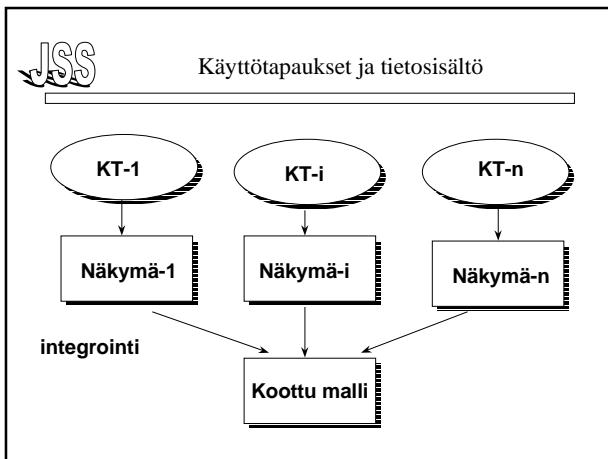 JSS
Käyttötapaukset ja tietosisältö
KT-1
KT-i
KT-n
Näkymä-1
Näkymä-i
Näkymä-n
integrointi
Koottu malli